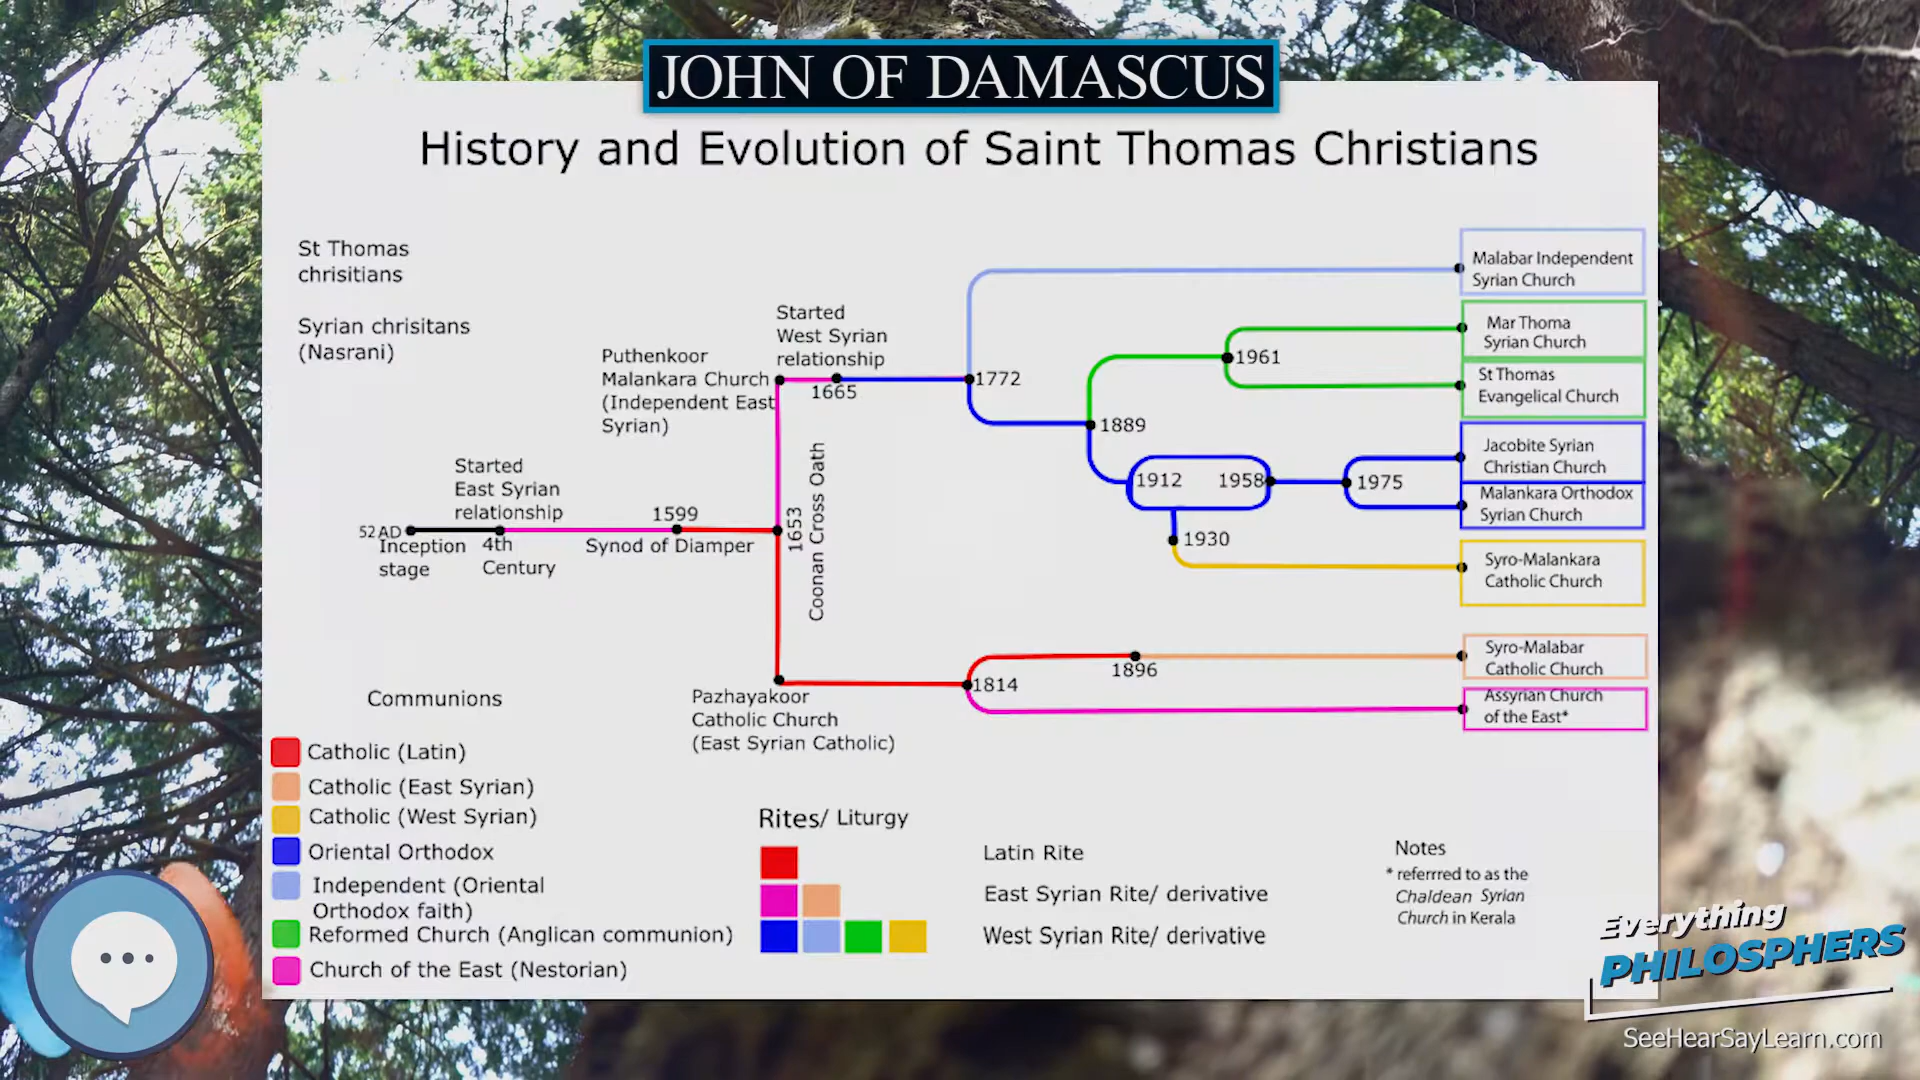 JOHN OF DAMASCUS
History and Evolution of Saint Thomas Christians
St Thomas
chrisitians
Syrian chrisitans
(Nasrani)
Started
West Syrian
relationship
Puthenkoor
Malankara Church
(Independent East
Syrian)
1665
1772
1889
1961
1912
1958
1975
1930
Malabar Independent
Syrian Church
Mar Thoma
Syrian Church
St Thomas
Evangelical Church
Jacobite Syrian
Christian Church
Malankara Orthodox
Syrian Church
Syro-Malankara
Catholic Church
Syro-Malabar
Catholic Church
Assyrian Church
of the East*
Started
East Syrian
relationship
52AD
Inception
stage
4th
Century
1599
Synod of Diamper
1653
Coonan Cross Oath
Pazhayakoor
Catholic Church
(East Syrian Catholic)
1814
1896
Communions
Catholic (Latin)
Catholic (East Syrian)
Catholic (West Syrian)
Oriental Orthodox
Independent (Oriental
Orthodox faith)
Reformed Church (Anglican communion)
Church of the East (Nestorian)
Rites/ Liturgy
Latin Rite
East Syrian Rite/ derivative
West Syrian Rite/ derivative
Notes
* referrred to as the
Chaldean Syrian
Church in Kerala
Everything
PHILOSPHERS
SeeHearSayLearn.com